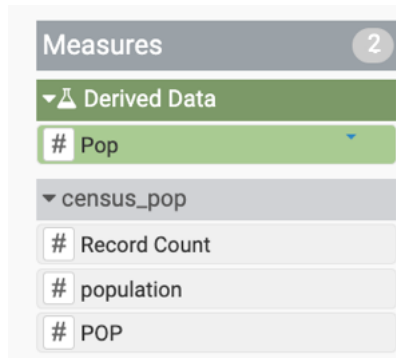 Measures 2
Derived Data
# Pop
census_pop
# Record Count
# population
# POP